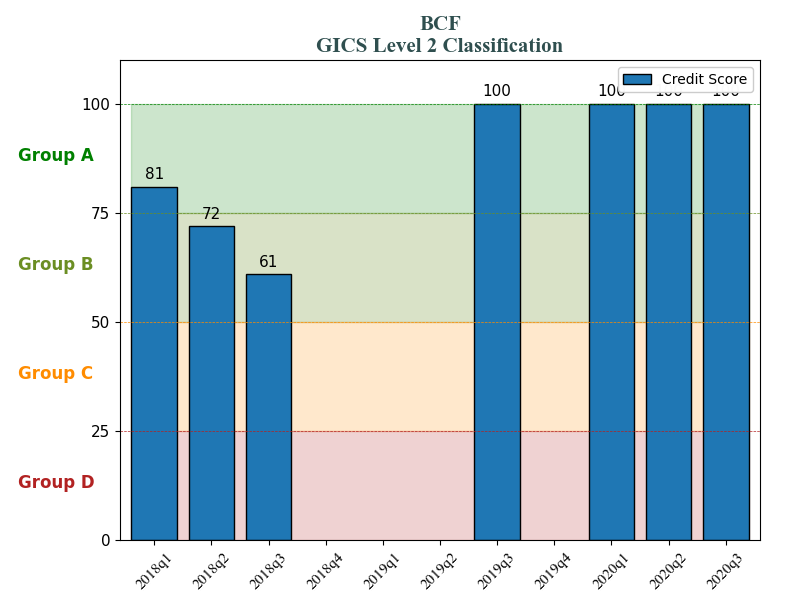 BCF
GICS Level 2 Classification
Credit Score
100
100
100
100
100
Group A
81
75
72
Group B
61
50
Group C
25
Group D
0
2018q1
2018q2
2018q3
2018q4
2019q1
2019q2
2019q3
2019q4
2020q1
2020q2
2020q3